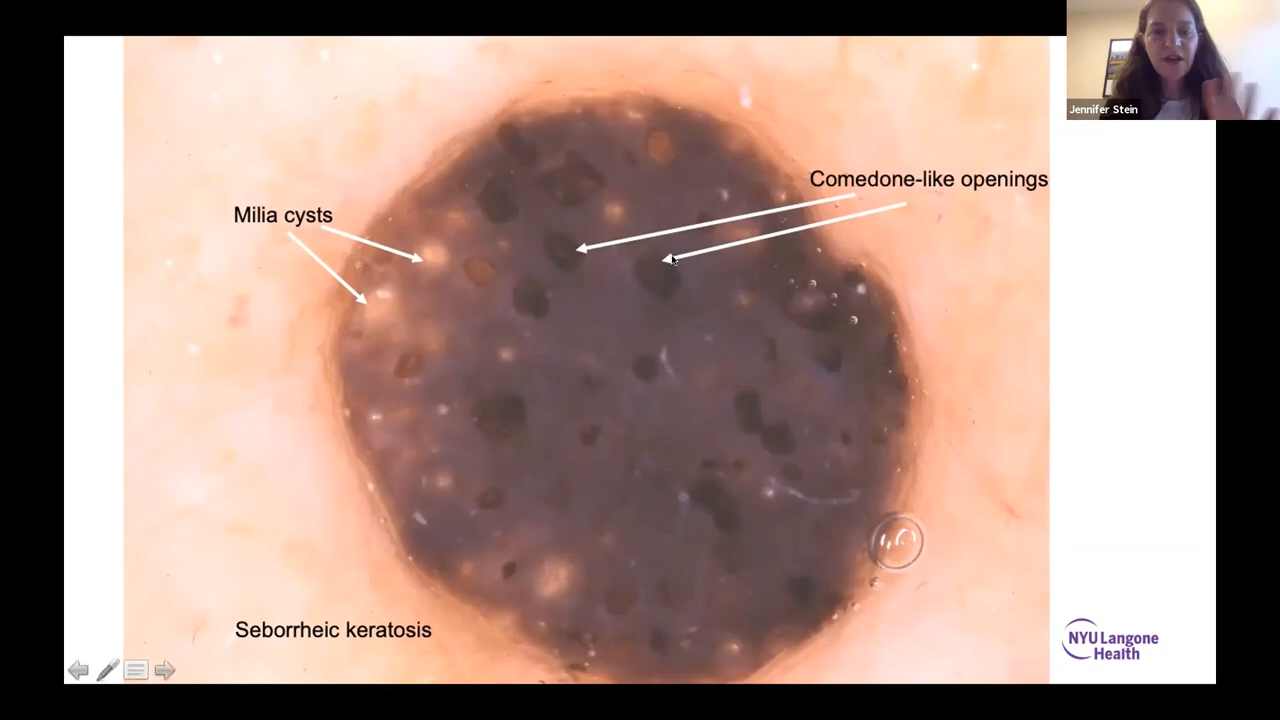 Jennifer Stein
Comedone-like openings
Milia cysts
Seborrheic keratosis
NYU Langone
Health